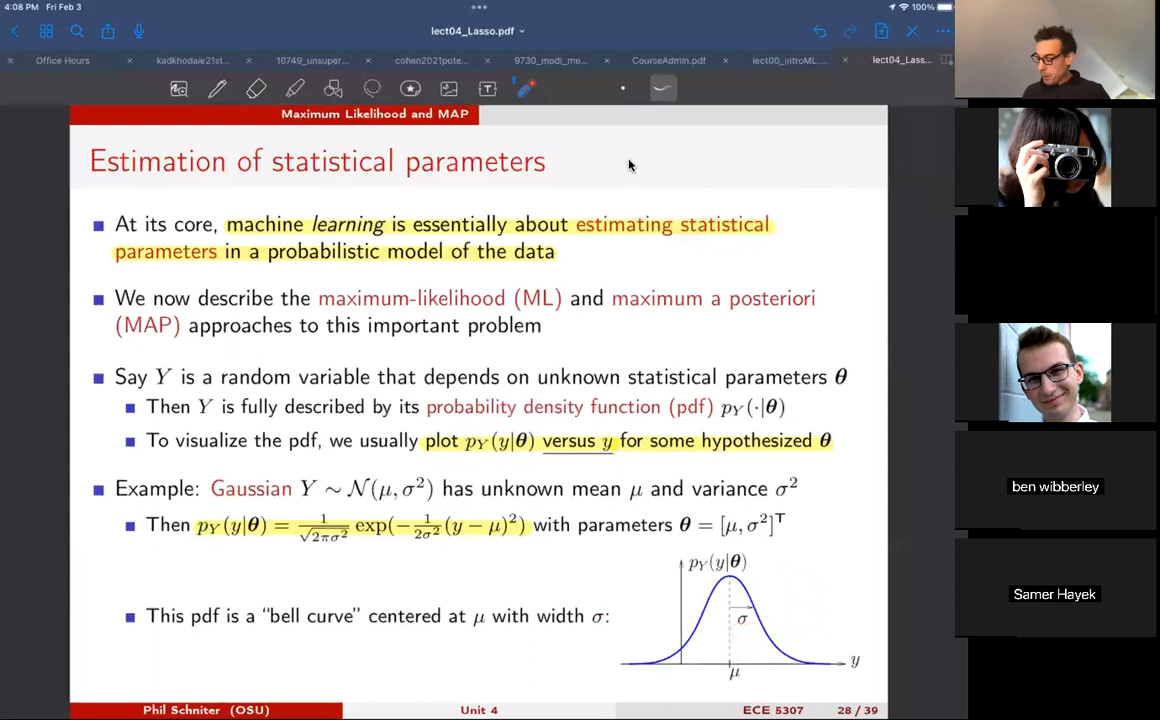 4:08 PM Fri Feb 3
100%
lect04_Lasso.pdf
Office Hours
kadkhodaie21st...
10749_unsuper...
cohen2021pote...
9730_modi_mo...
CourseAdmin.pdf
lect00_introML...
lect04_Lass...
Maximum Likelihood and MAP
Estimation of statistical parameters
At its core, machine learning is essentially about estimating statistical
parameters in a probabilistic model of the data
We now describe the maximum-likelihood (ML) and maximum a posteriori
(MAP) approaches to this important problem
Say Y is a random variable that depends on unknown statistical parameters θ
Then Y is fully described by its probability density function (pdf) p_Y(·|θ)
To visualize the pdf, we usually plot p_Y(y|θ) versus y for some hypothesized θ
Example: Gaussian Y ∼ N(μ, σ²) has unknown mean μ and variance σ²
Then p_Y(y|θ) = 1/√(2πσ²) exp(−1/(2σ²) (y − μ)²) with parameters θ = [μ, σ²]ᵀ
p_Y(y|θ)
This pdf is a “bell curve” centered at μ with width σ:
σ
y
μ
Phil Schniter (OSU)
Unit 4
ECE 5307
28 / 39
ben wibberley
Samer Hayek